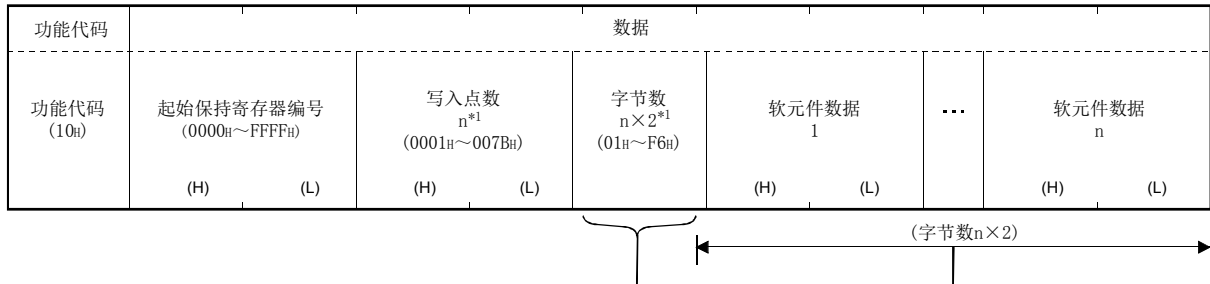 功能代码
数据
功能代码
(10H)
起始保持寄存器编号
(0000H～FFFFH)
(H) (L)
写入点数
n*1
(0001H～007BH)
(H) (L)
字节数
n×2*1
(01H～F6H)
软元件数据
1
(H) (L)
...
软元件数据
n
(H) (L)
(字节数n×2)